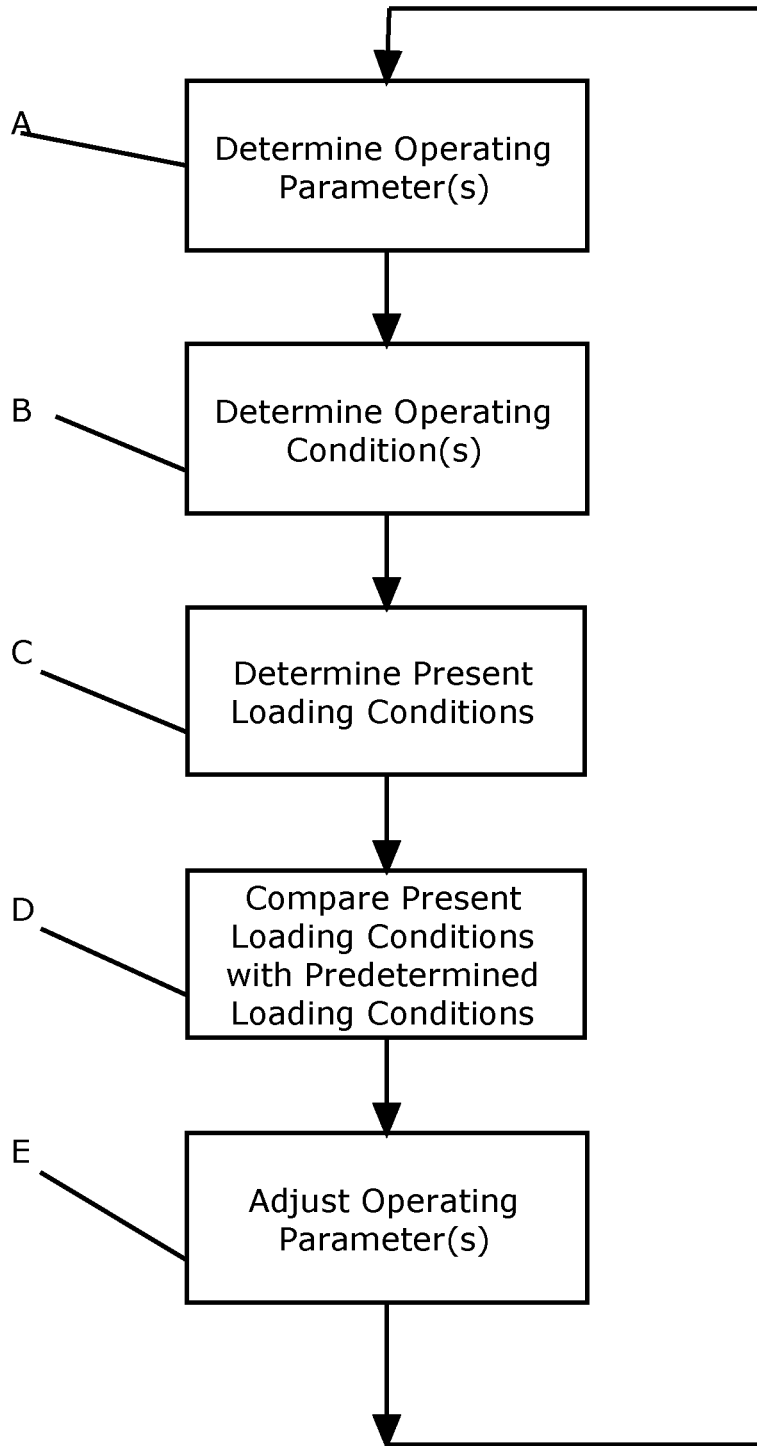 A
Determine Operating
Parameter(s)
B
Determine Operating
Condition(s)
C
Determine Present
Loading Conditions
D
Compare Present
Loading Conditions
with Predetermined
Loading Conditions
E
Adjust Operating
Parameter(s)